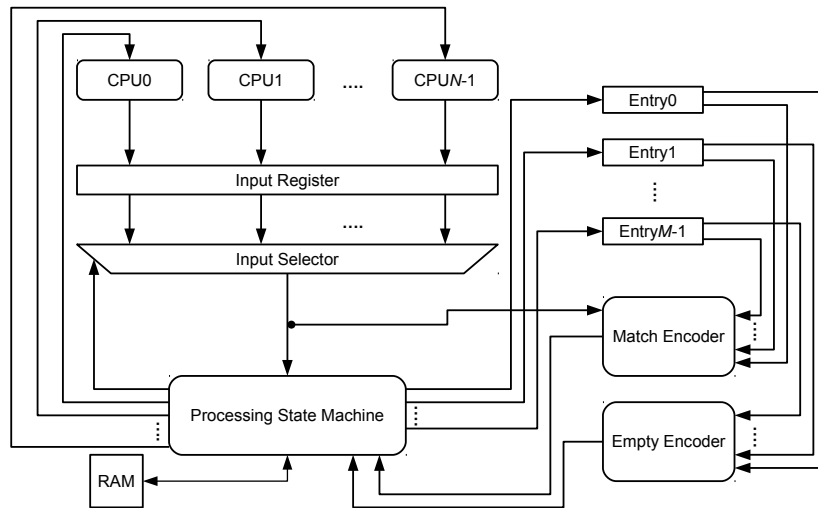 CPU0
CPU1
....
CPUN-1
Entry0
Entry1
....
Input Register
....
EntryM-1
Input Selector
Match Encoder
....
Processing State Machine
....
....
Empty Encoder
....
RAM